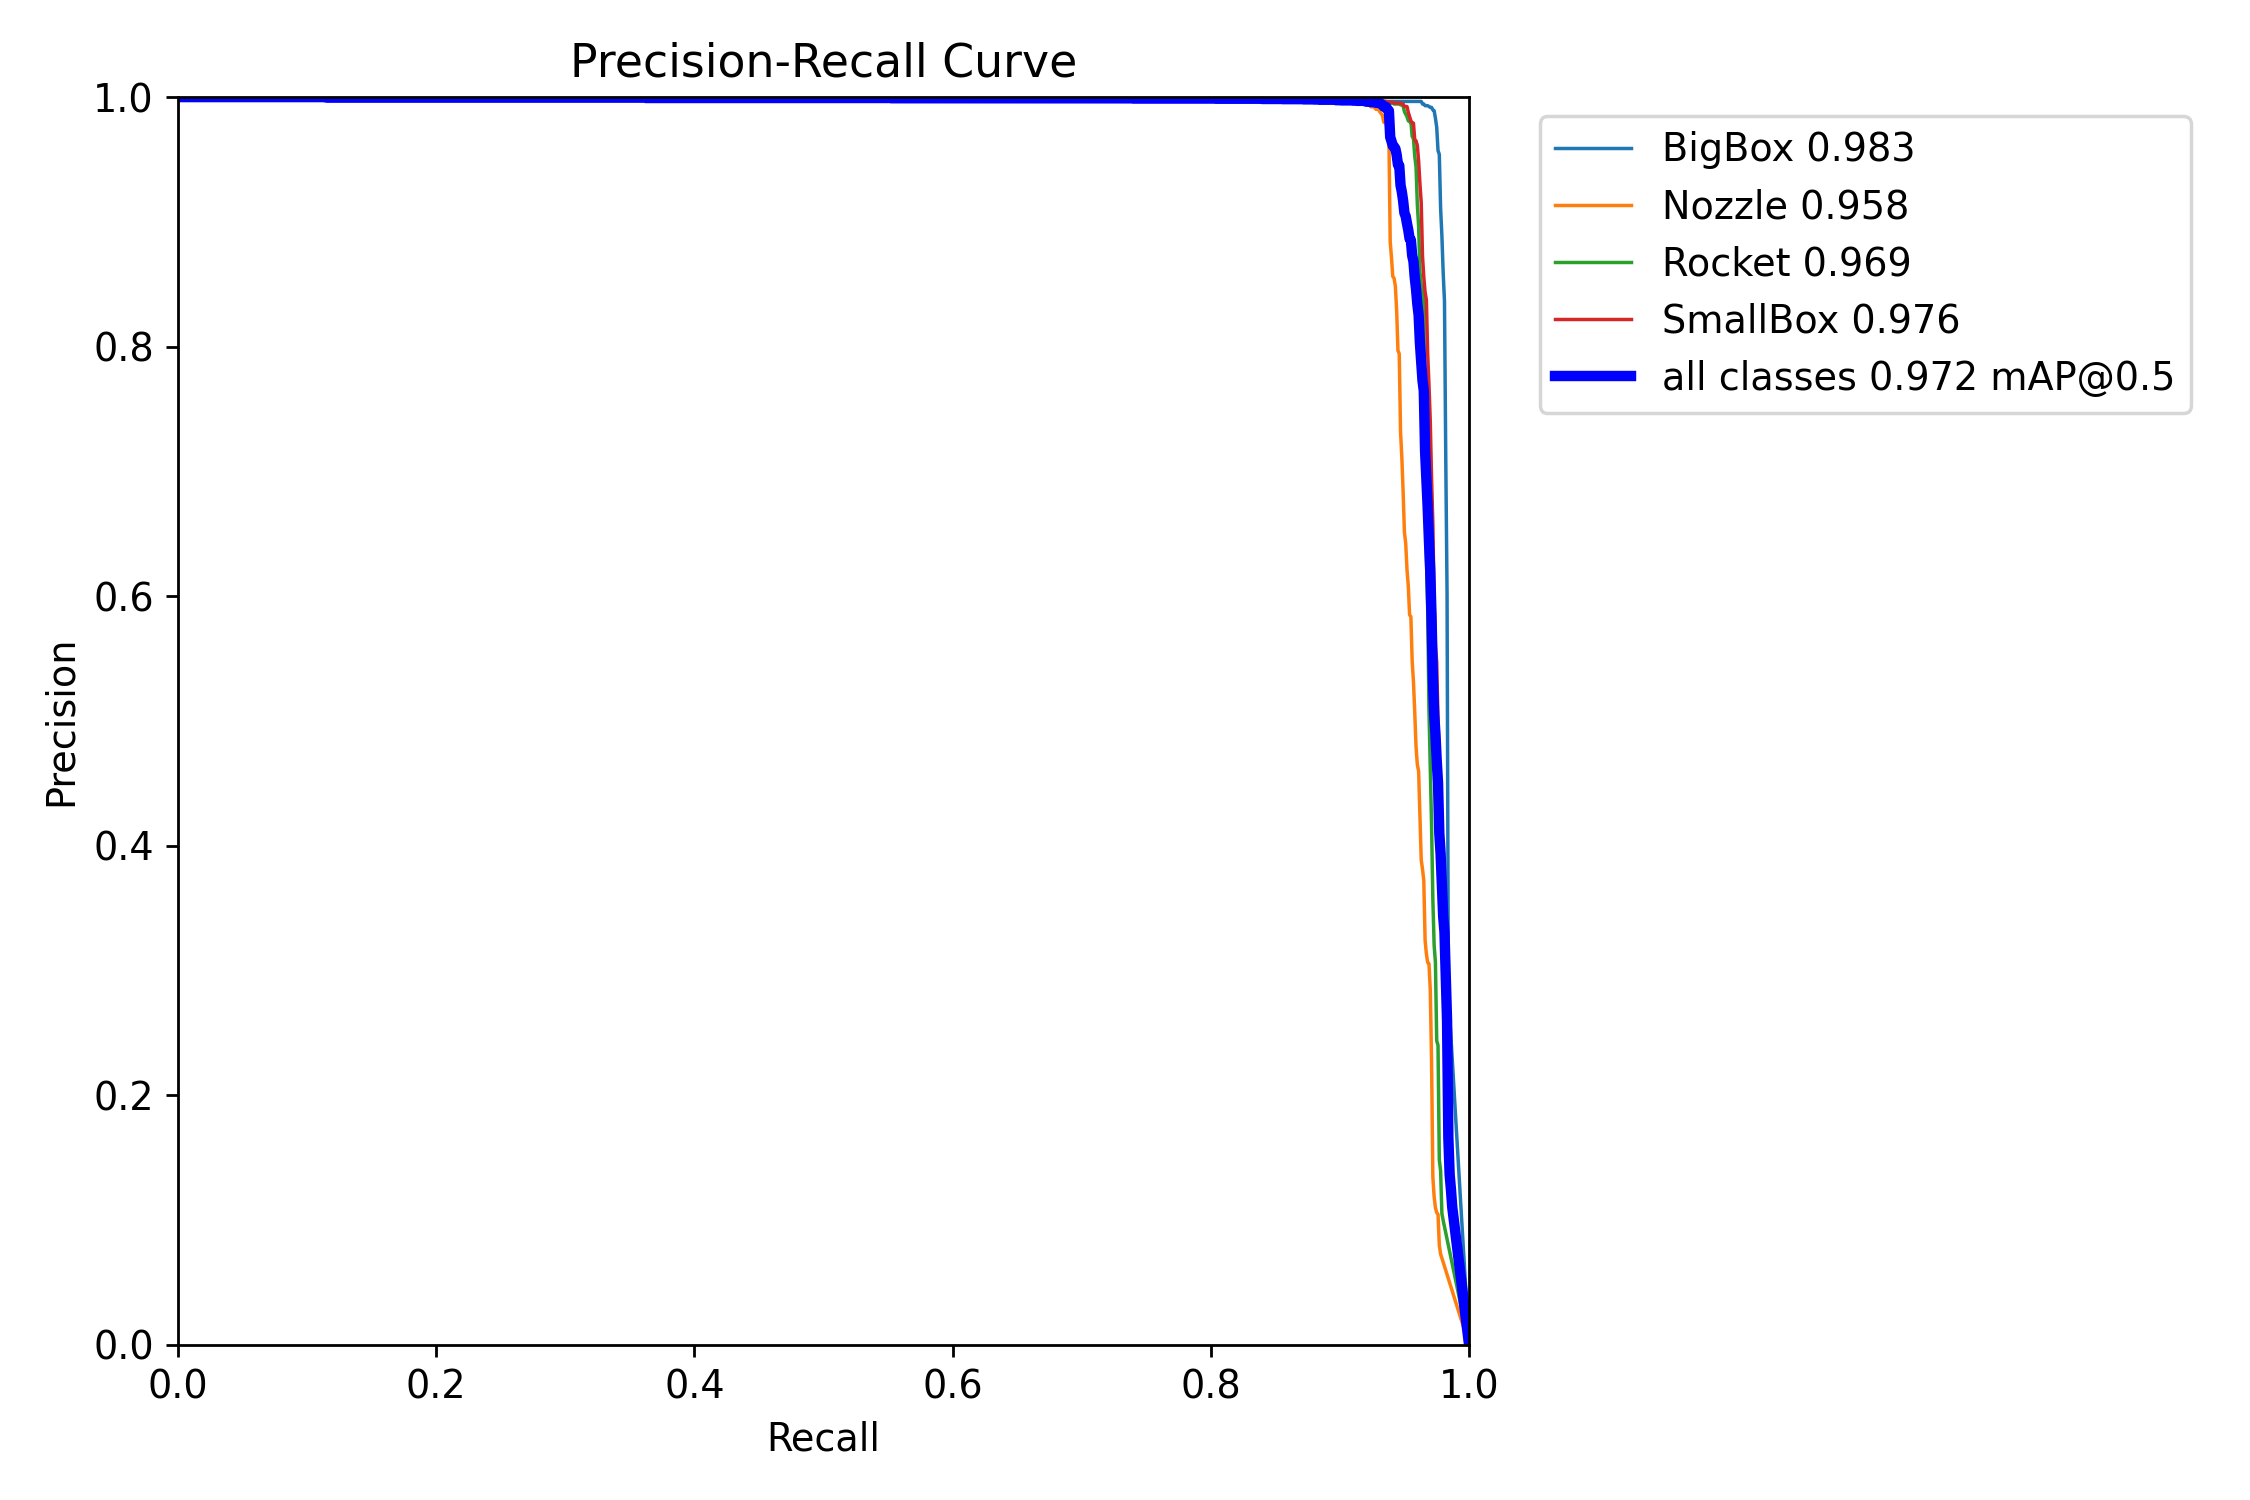 Precision-Recall Curve
1.0
0.8
0.6
0.4
0.2
0.0
Precision
0.0 0.2 0.4 0.6 0.8 1.0
Recall
BigBox 0.983
Nozzle 0.958
Rocket 0.969
SmallBox 0.976
all classes 0.972 mAP@0.5